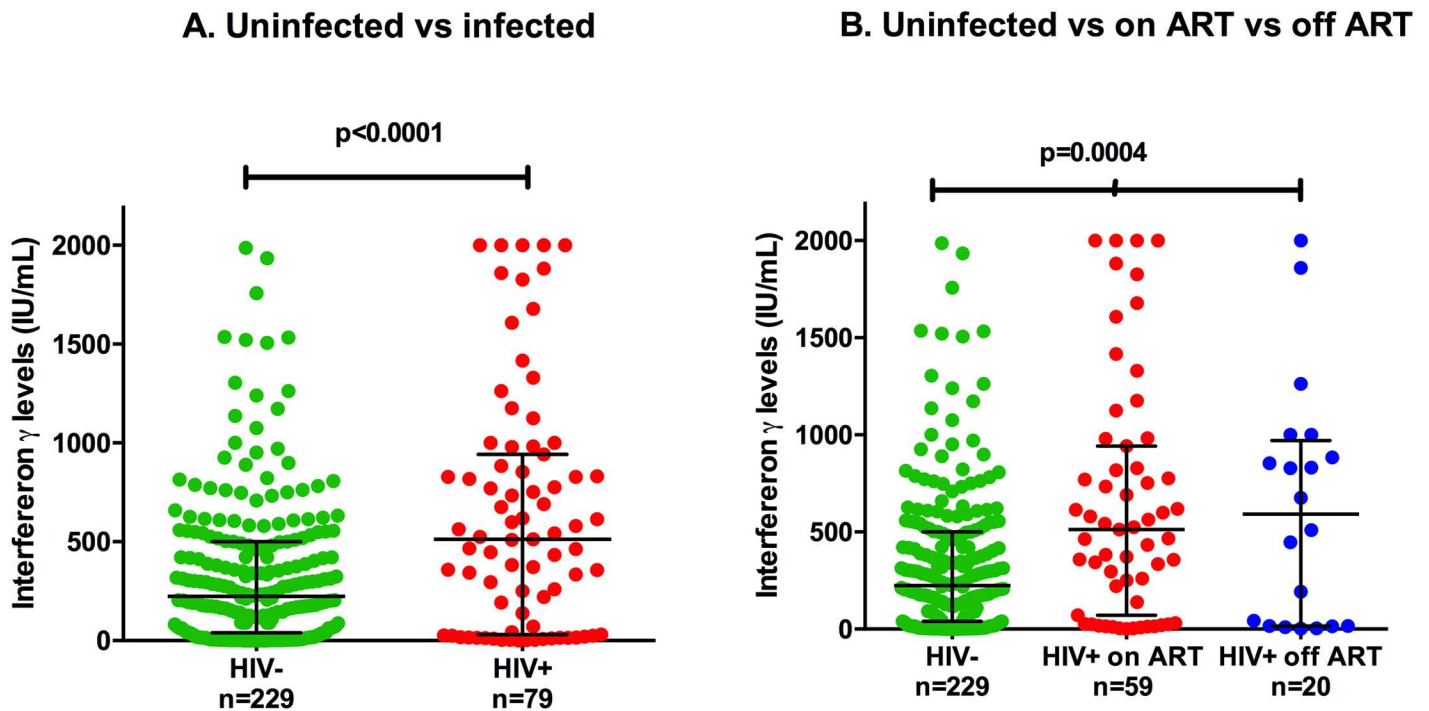 A. Uninfected vs infected
p<0.0001
Interfereron γ levels (IU/mL)
2000
1500
1000
500
0
HIV-
n=229
HIV+
n=79
B. Uninfected vs on ART vs off ART
p=0.0004
Interfereron γ levels (IU/mL)
2000
1500
1000
500
0
HIV-
n=229
HIV+ on ART
n=59
HIV+ off ART
n=20